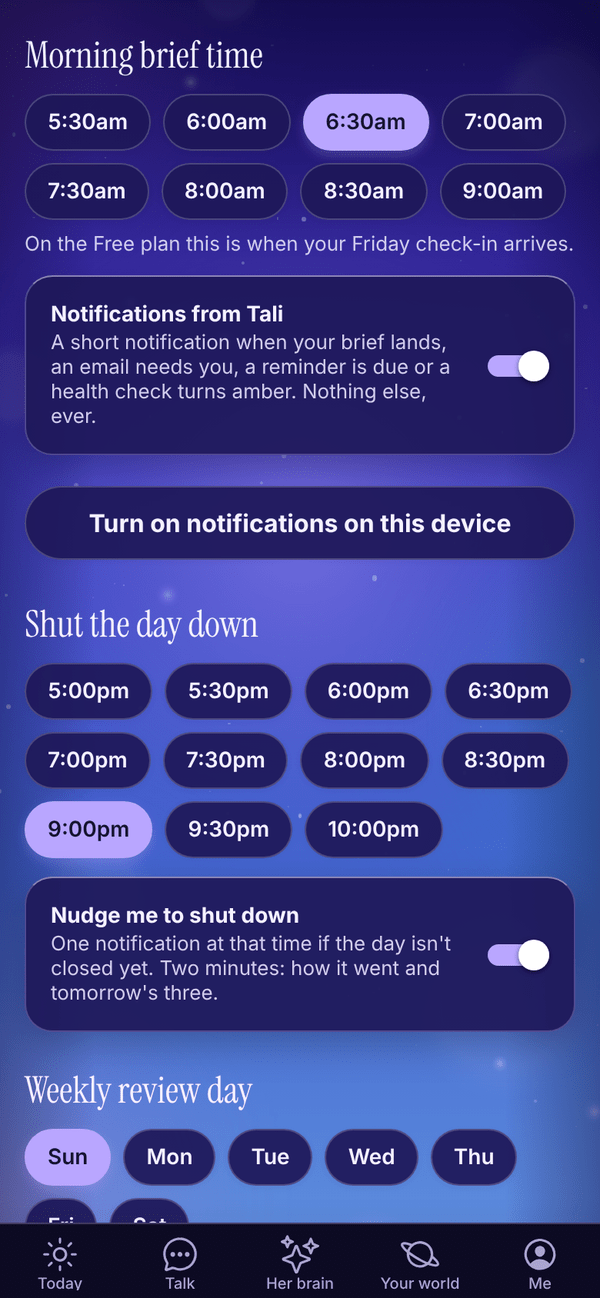 Morning brief time
5:30am 6:00am 6:30am 7:00am
7:30am 8:00am 8:30am 9:00am
On the Free plan this is when your Friday check-in arrives.
Notifications from Tali
A short notification when your brief lands,
an email needs you, a reminder is due or a
health check turns amber. Nothing else,
ever.
Turn on notifications on this device
Shut the day down
5:00pm 5:30pm 6:00pm 6:30pm
7:00pm 7:30pm 8:00pm 8:30pm
9:00pm 9:30pm 10:00pm
Nudge me to shut down
One notification at that time if the day isn't
closed yet. Two minutes: how it went and
tomorrow's three.
Weekly review day
Sun Mon Tue Wed Thu
Fri Sat
Today Talk Her brain Your world Me